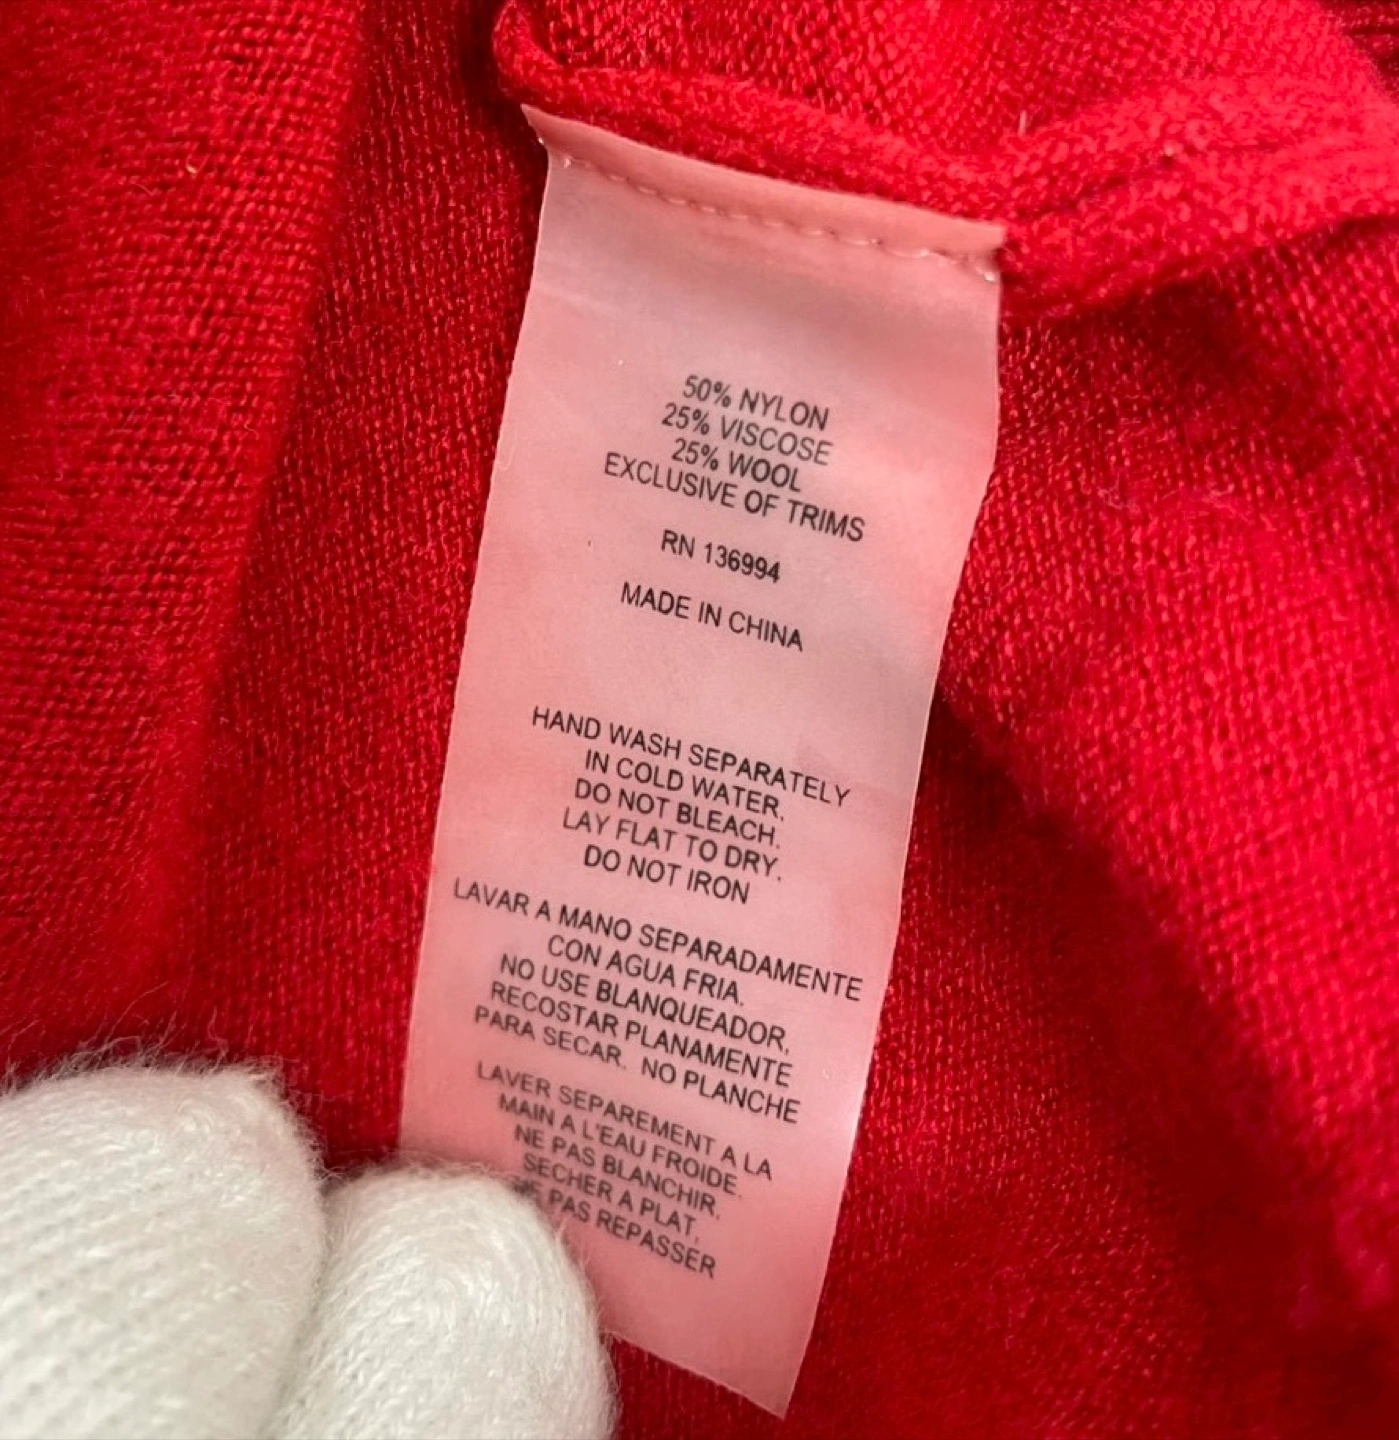 50% NYLON
25% VISCOSE
25% WOOL
EXCLUSIVE OF TRIMS
RN 136994
MADE IN CHINA
HAND WASH SEPARATELY
IN COLD WATER.
DO NOT BLEACH.
LAY FLAT TO DRY.
DO NOT IRON
LAVAR A MANO SEPARADAMENTE
CON AGUA FRIA.
NO USE BLANQUEADOR,
RECOSTAR PLANAMENTE
PARA SECAR. NO PLANCHE
LAVER SEPAREMENT A LA
MAIN A L'EAU FROIDE.
NE PAS BLANCHIR.
SECHER A PLAT,
PAS REPASSER